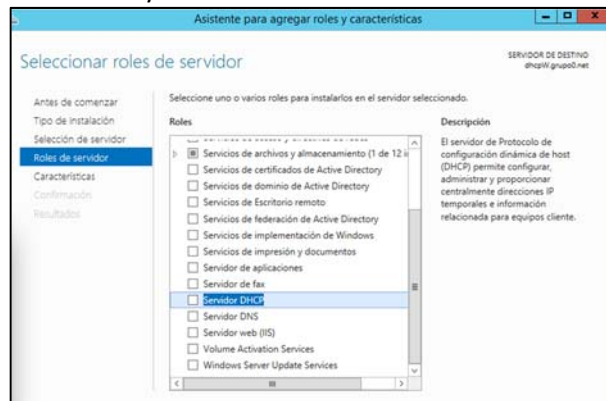 Asistente para agregar roles y características
Seleccionar roles de servidor
SERVIDOR DE DESTINO
dhcpW.grupo0.net
Antes de comenzar
Tipo de instalación
Selección de servidor
Roles de servidor
Características
Confirmación
Resultados
Seleccione uno o varios roles para instalarlos en el servidor seleccionado.
Roles
Servicios de archivos y almacenamiento (1 de 12 in
Servicios de certificados de Active Directory
Servicios de dominio de Active Directory
Servicios de Escritorio remoto
Servicios de federación de Active Directory
Servicios de implementación de Windows
Servicios de impresión y documentos
Servidor de aplicaciones
Servidor de fax
Servidor DHCP
Servidor DNS
Servidor web (IIS)
Volume Activation Services
Windows Server Update Services
Descripción
El servidor de Protocolo de
configuración dinámica de host
(DHCP) permite configurar,
administrar y proporcionar
centralmente direcciones IP
temporales e información
relacionada para equipos cliente.